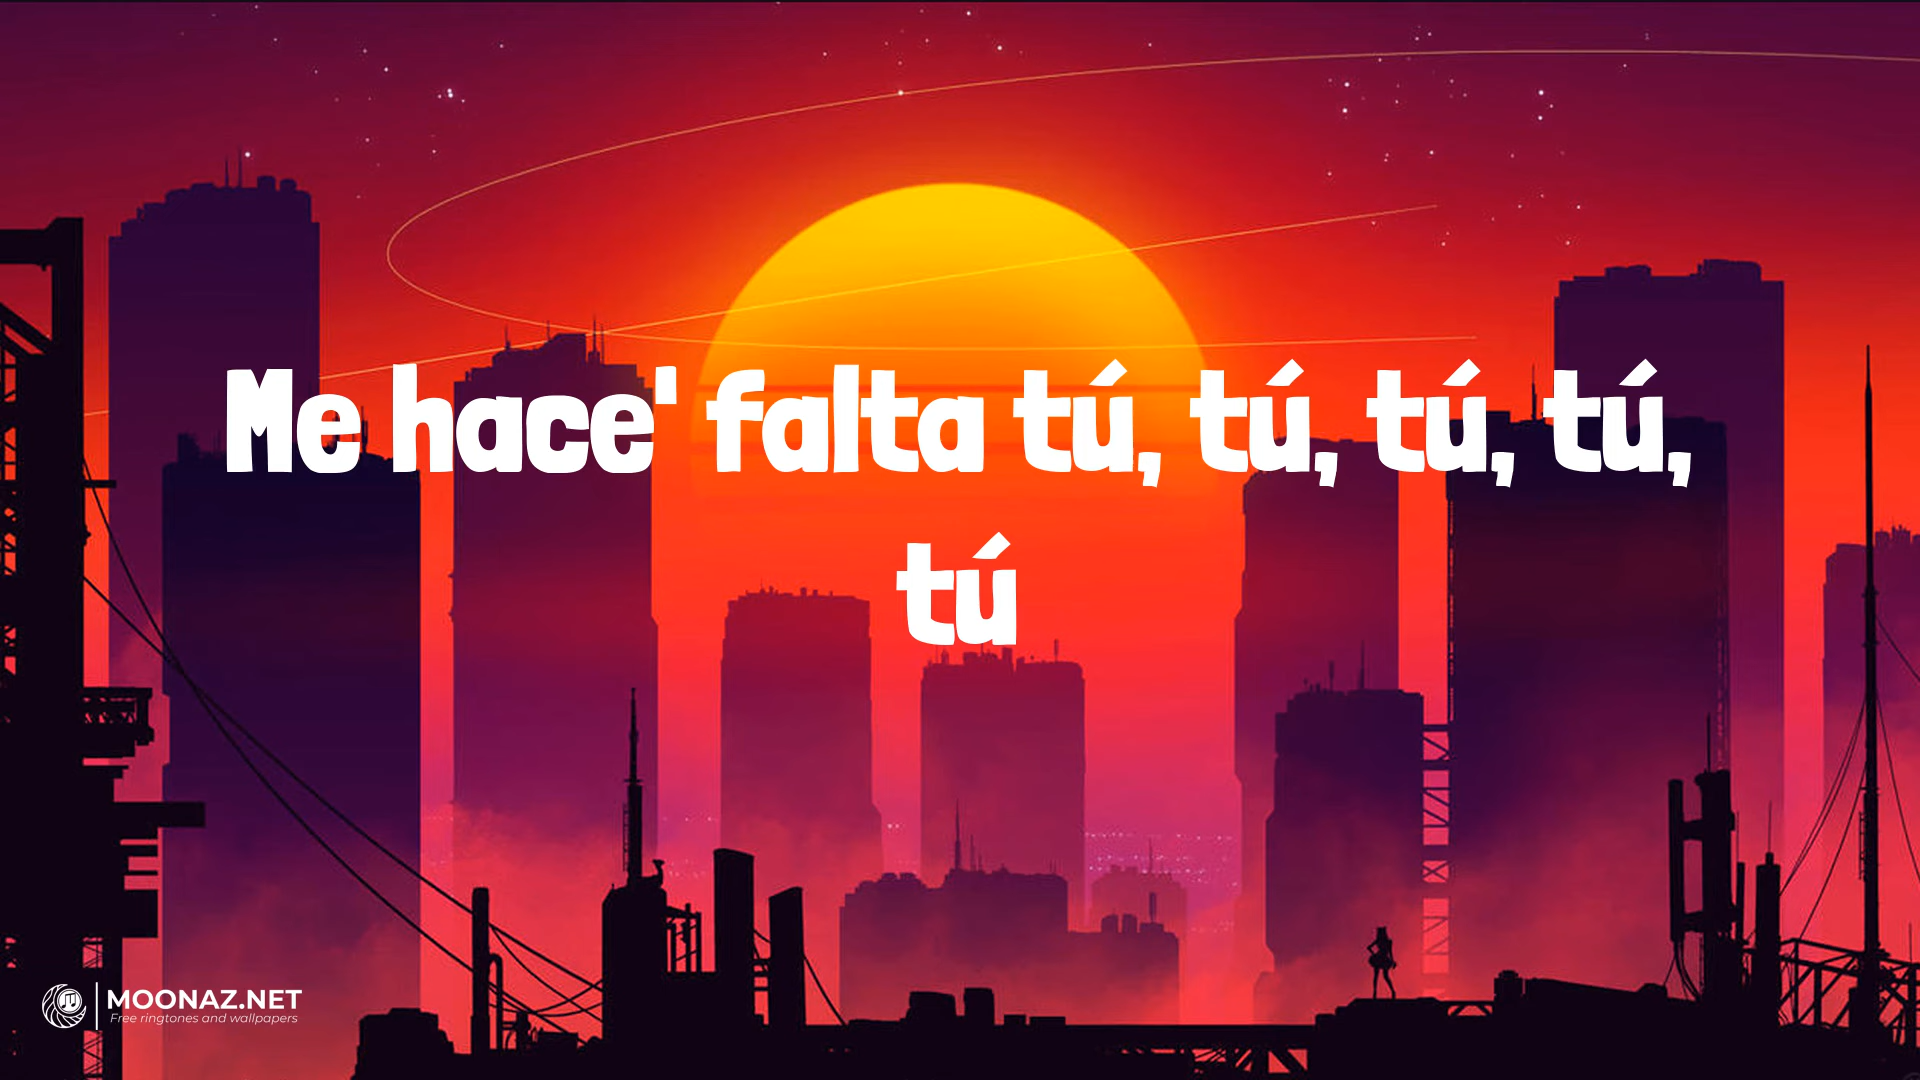 Me hace' falta tú, tú, tú, tú,
tú
MOONAZ.NET
Free ringtones and wallpapers